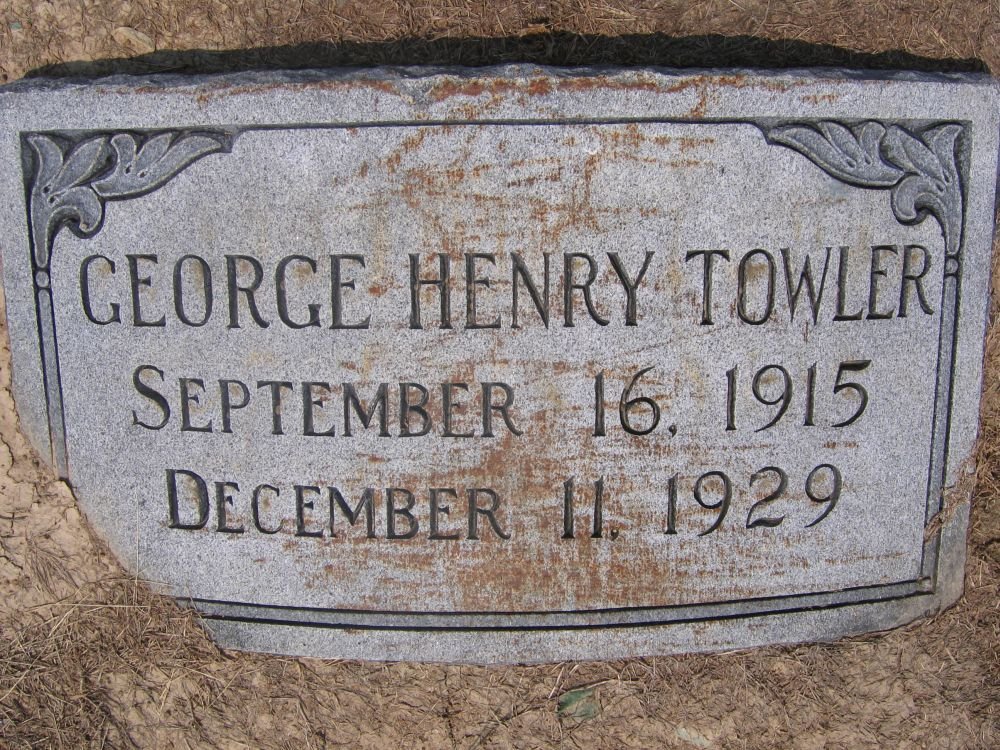 GEORGE HENRY TOWLER
SEPTEMBER 16, 1915
DECEMBER 11, 1929